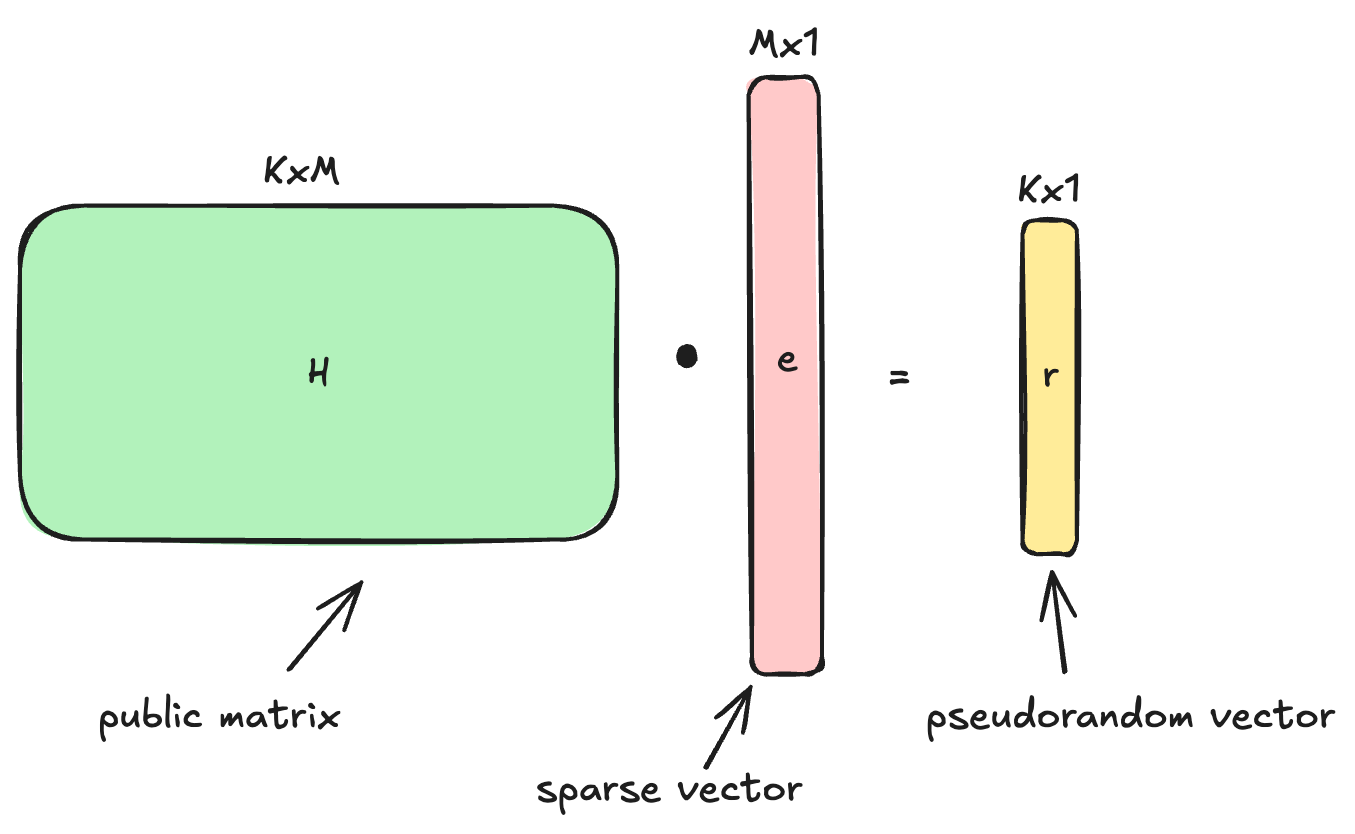 Mx1
KxM
Kx1
H
e
=
r
public matrix
pseudorandom vector
sparse vector